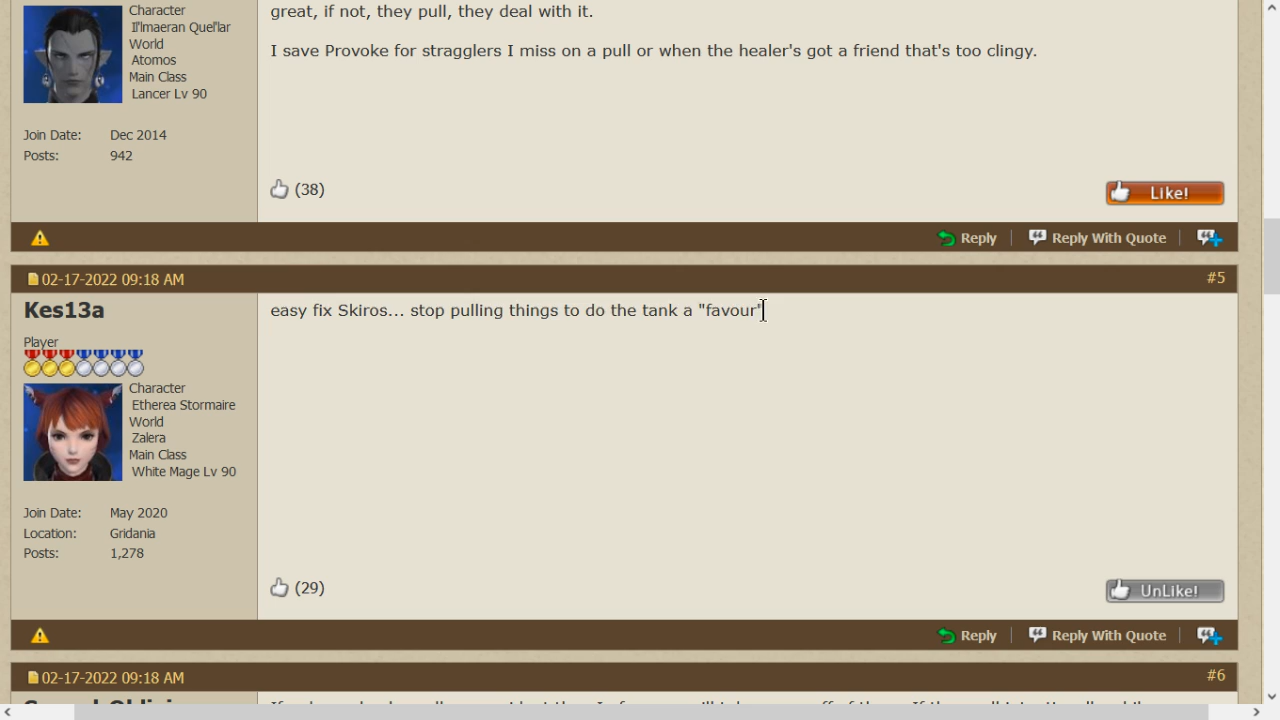 Character
Il'lmaeran Quel'lar
World
Atomos
Main Class
Lancer Lv 90
Join Date: Dec 2014
Posts: 942
great, if not, they pull, they deal with it.
I save Provoke for stragglers I miss on a pull or when the healer's got a friend that's too clingy.
(38)
Like!
Reply
Reply With Quote
02-17-2022 09:18 AM
#5
Kes13a
Player
Character
Etherea Stormaire
World
Zalera
Main Class
White Mage Lv 90
Join Date: May 2020
Location: Gridania
Posts: 1,278
easy fix Skiros... stop pulling things to do the tank a "favour"
(29)
UnLike!
Reply
Reply With Quote
02-17-2022 09:18 AM
#6